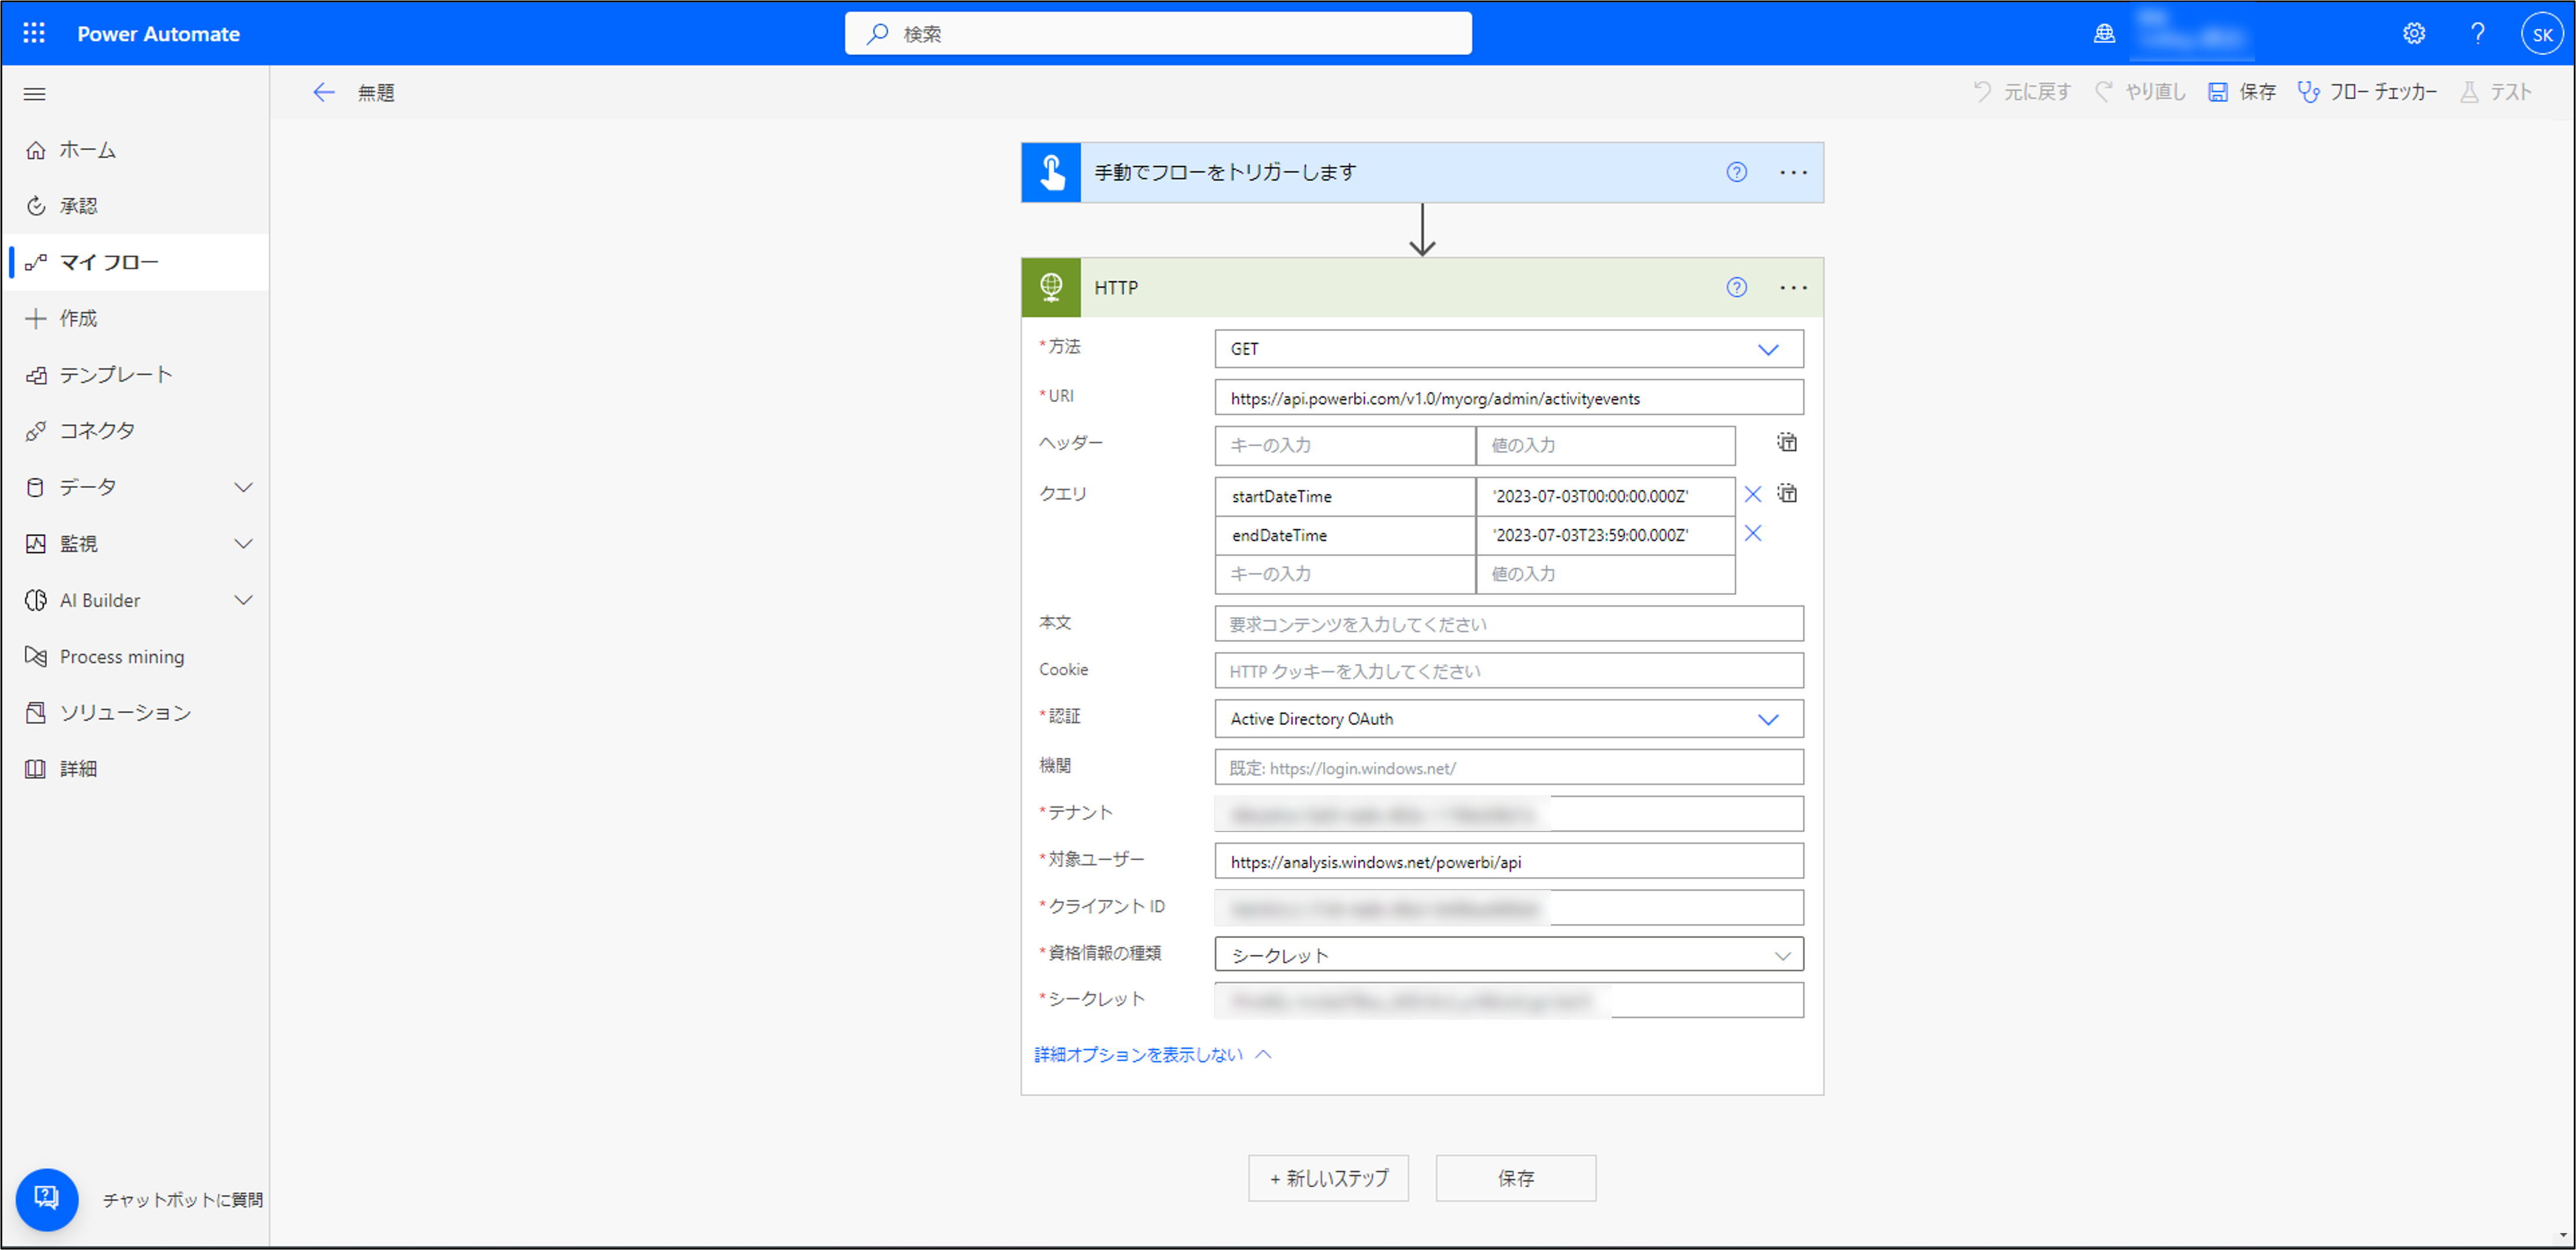 Power Automate
検索
SK
無題
元に戻す やり直し 保存 フロー チェッカー テスト
ホーム
承認
マイ フロー
作成
テンプレート
コネクタ
データ
監視
AI Builder
Process mining
ソリューション
詳細
チャットボットに質問
手動でフローをトリガーします
HTTP
*方法 GET
*URI https://api.powerbi.com/v1.0/myorg/admin/activityevents
ヘッダー キーの入力 値の入力
クエリ startDateTime '2023-07-03T00:00:00.000Z'
endDateTime '2023-07-03T23:59:00.000Z'
キーの入力 値の入力
本文 要求コンテンツを入力してください
Cookie HTTP クッキーを入力してください
*認証 Active Directory OAuth
機関 既定: https://login.windows.net/
*テナント
*対象ユーザー https://analysis.windows.net/powerbi/api
*クライアント ID
*資格情報の種類 シークレット
*シークレット
詳細オプションを表示しない
+ 新しいステップ 保存